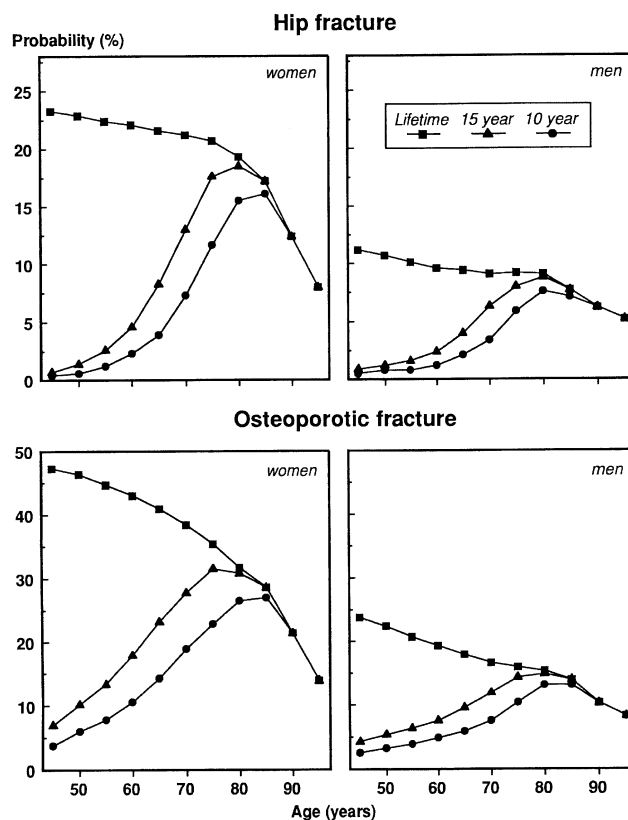 Hip fracture
Probability (%)
women
men
25
20
15
10
5
0
Lifetime 15 year 10 year
Osteoporotic fracture
women
men
50
40
30
20
10
0
50 60 70 80 90 50 60 70 80 90
Age (years)